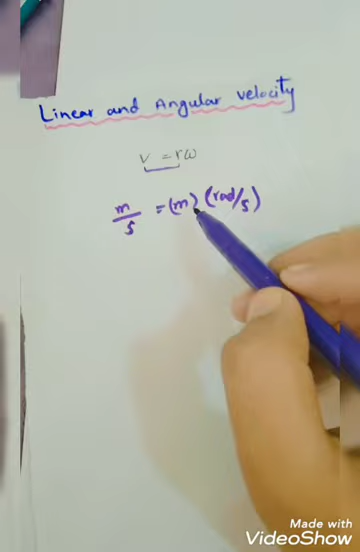 Linear and Angular velocity
v = rω
m/s = (m) (rad/s)
Made with
VideoShow